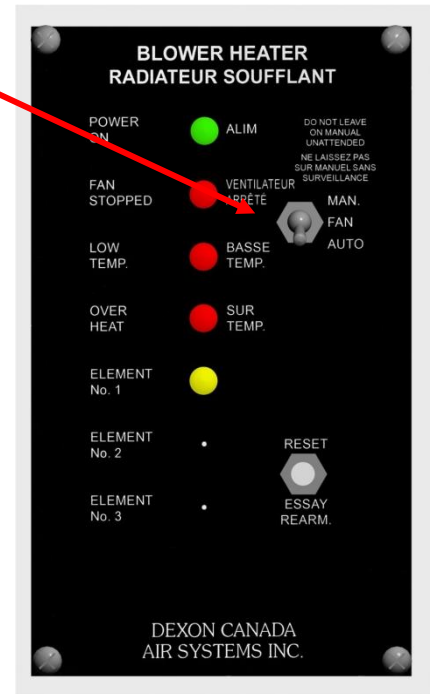 BLOWER HEATER
RADIATEUR SOUFFLANT
POWER
ON
ALIM
DO NOT LEAVE
ON MANUAL
UNATTENDED
NE LAISSEZ PAS
SUR MANUEL SANS
SURVEILLANCE
FAN
STOPPED
VENTILATEUR
ARRÊTÉ
MAN.
FAN
AUTO
LOW
TEMP.
BASSE
TEMP.
OVER
HEAT
SUR
TEMP.
ELEMENT
No. 1
ELEMENT
No. 2
RESET
ELEMENT
No. 3
ESSAY
REARM.
DEXON CANADA
AIR SYSTEMS INC.